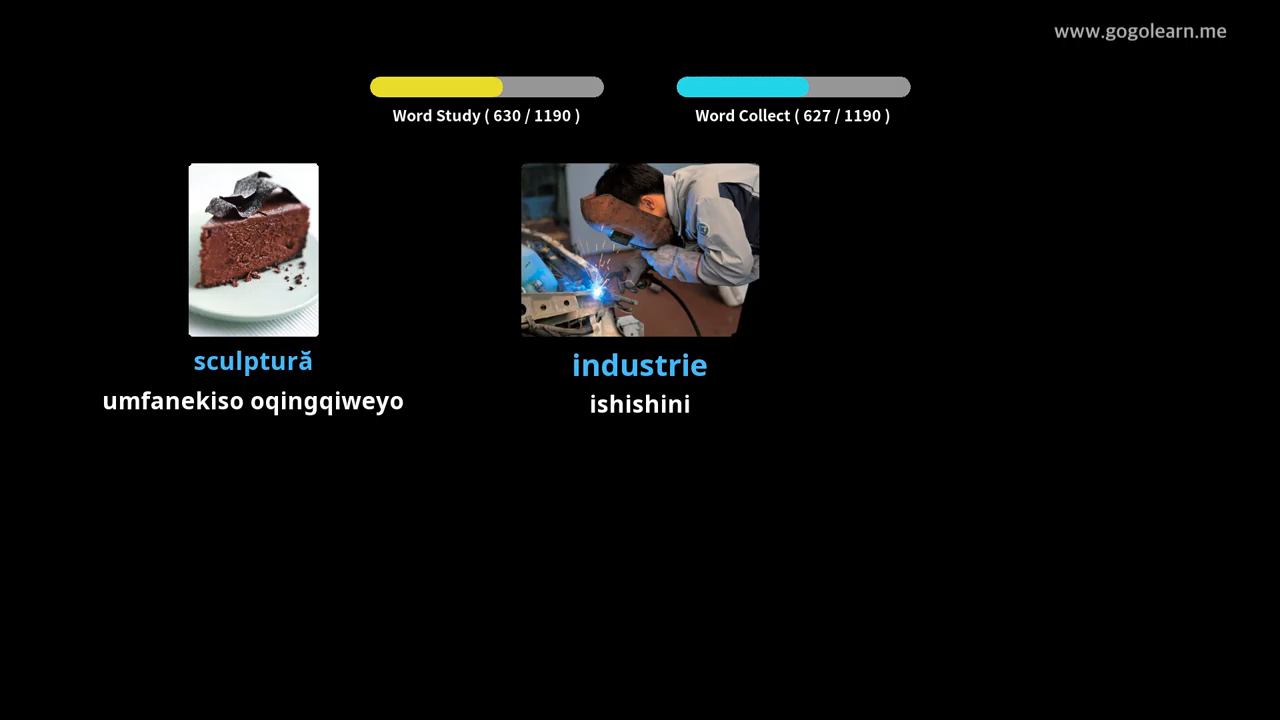 www.gogolearn.me
Word Study ( 630 / 1190 )
Word Collect ( 627 / 1190 )
sculptură
umfanekiso oqingqiweyo
industrie
ishishini